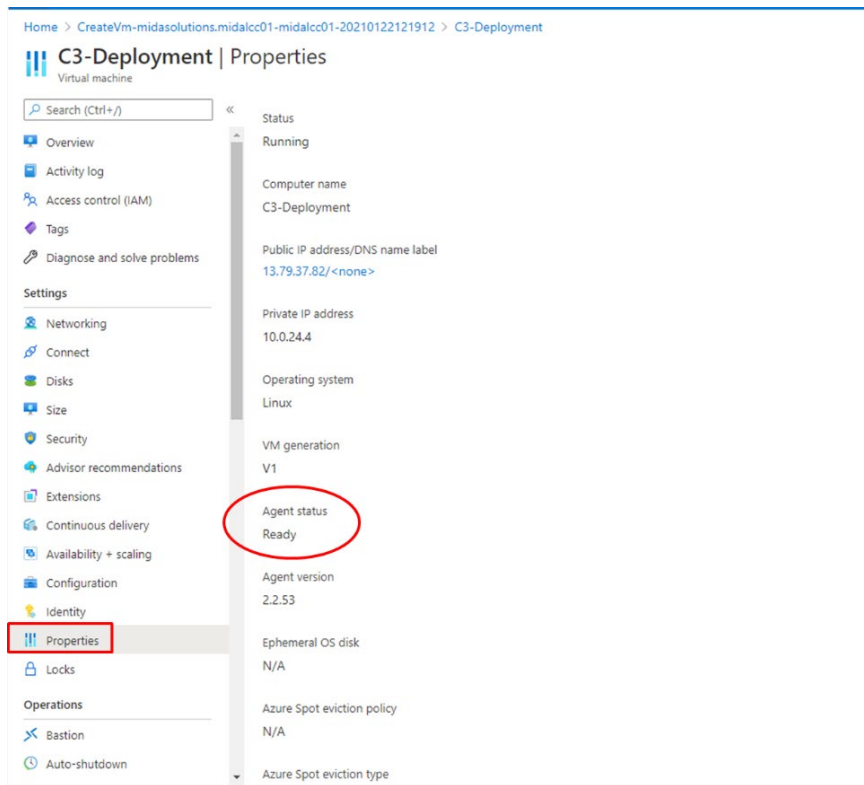 Home > CreateVm-midasolutions.midalcc01-midalcc01-20210122121912 > C3-Deployment
C3-Deployment | Properties
Virtual machine
Search (Ctrl+/)
«
Overview
Activity log
Access control (IAM)
Tags
Diagnose and solve problems
Settings
Networking
Connect
Disks
Size
Security
Advisor recommendations
Extensions
Continuous delivery
Availability + scaling
Configuration
Identity
Properties
Locks
Operations
Bastion
Auto-shutdown
Status
Running
Computer name
C3-Deployment
Public IP address/DNS name label
13.79.37.82/<none>
Private IP address
10.0.24.4
Operating system
Linux
VM generation
V1
Agent status
Ready
Agent version
2.2.53
Ephemeral OS disk
N/A
Azure Spot eviction policy
N/A
Azure Spot eviction type